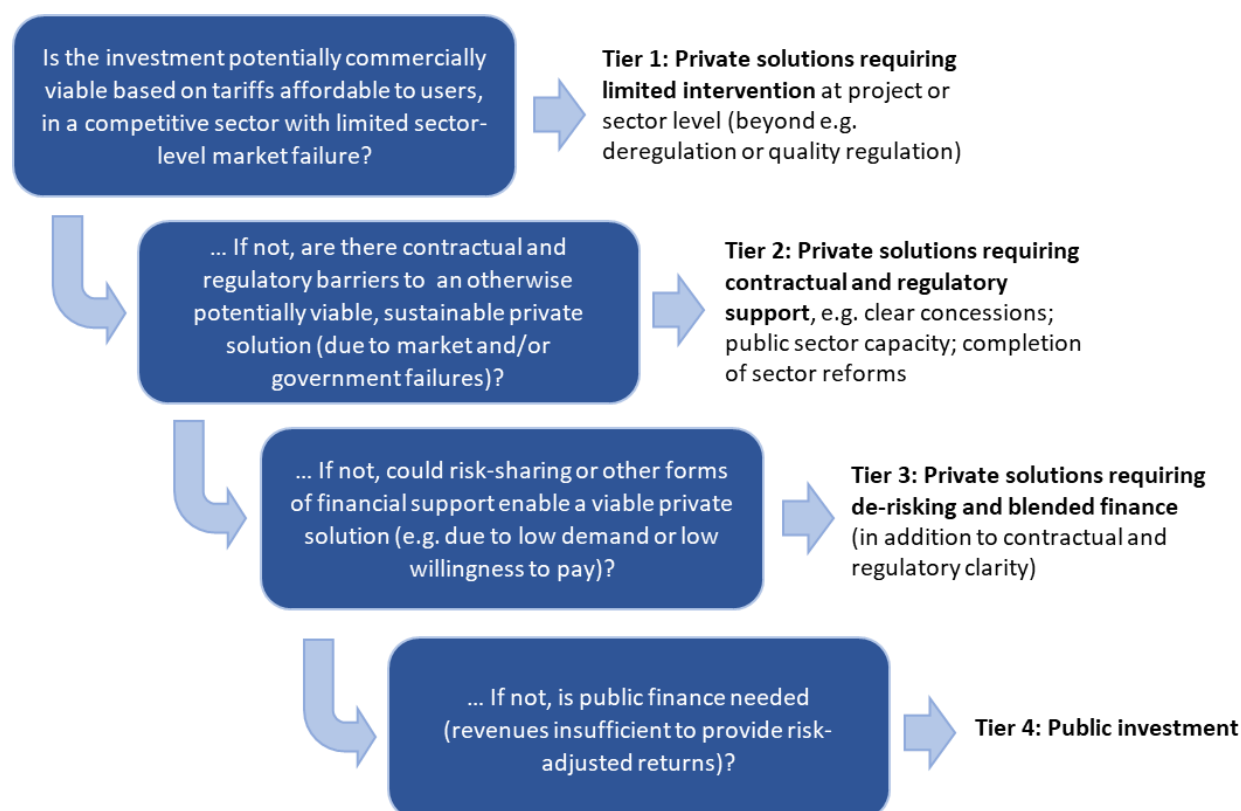 Is the investment potentially commercially
viable based on tariffs affordable to users,
in a competitive sector with limited sector-
level market failure?
Tier 1: Private solutions requiring
limited intervention at project or
sector level (beyond e.g.
deregulation or quality regulation)
... If not, are there contractual and
regulatory barriers to an otherwise
potentially viable, sustainable private
solution (due to market and/or
government failures)?
Tier 2: Private solutions requiring
contractual and regulatory
support, e.g. clear concessions;
public sector capacity; completion
of sector reforms
... If not, could risk-sharing or other forms
of financial support enable a viable private
solution (e.g. due to low demand or low
willingness to pay)?
Tier 3: Private solutions requiring
de-risking and blended finance
(in addition to contractual and
regulatory clarity)
... If not, is public finance needed
(revenues insufficient to provide risk-
adjusted returns)?
Tier 4: Public investment